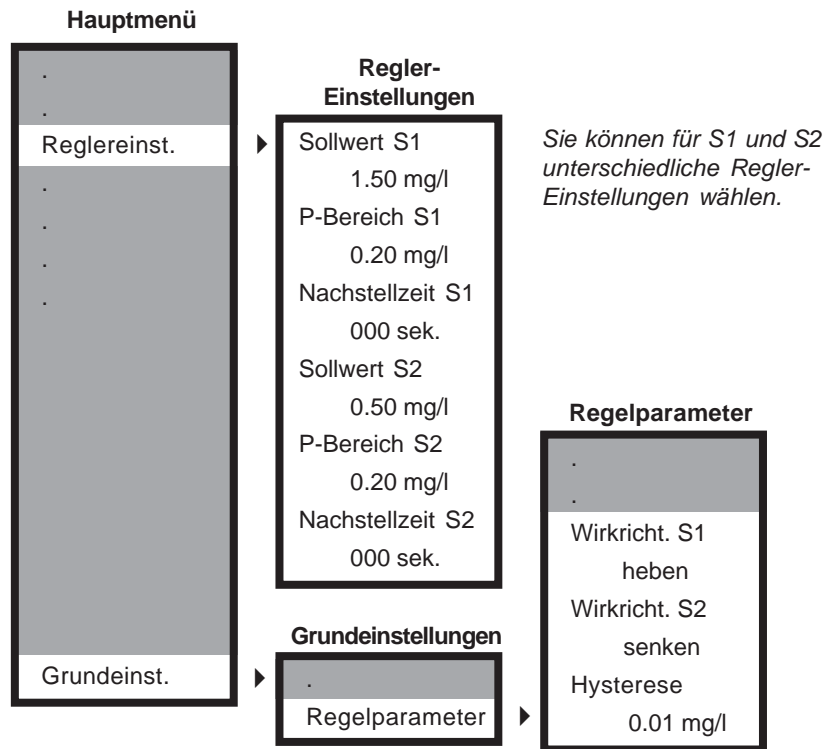 Hauptmenü
.
.
Reglereinst.
.
.
.
.
Grundeinst.
Regler-
Einstellungen
Sollwert S1
1.50 mg/l
P-Bereich S1
0.20 mg/l
Nachstellzeit S1
000 sek.
Sollwert S2
0.50 mg/l
P-Bereich S2
0.20 mg/l
Nachstellzeit S2
000 sek.
Sie können für S1 und S2
unterschiedliche Regler-
Einstellungen wählen.
Grundeinstellungen
.
Regelparameter
Regelparameter
.
.
Wirkricht. S1
heben
Wirkricht. S2
senken
Hysterese
0.01 mg/l